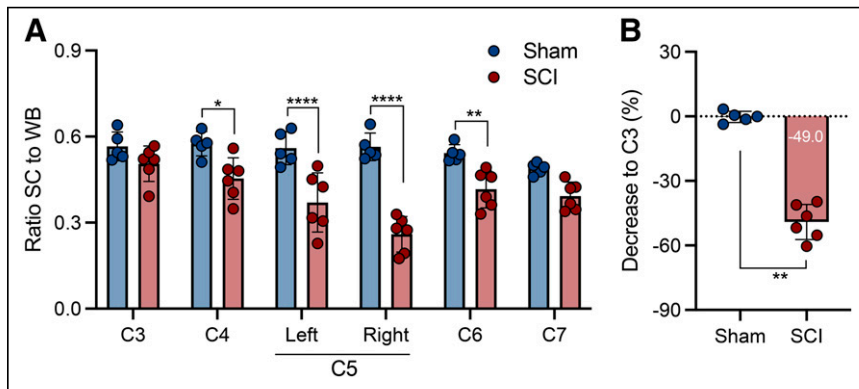 A
Ratio SC to WB
0.9
0.6
0.3
0.0
Sham
SCI
*
****
****
**
C3
C4
Left
Right
C6
C7
C5
B
Decrease to C3 (%)
30
0
-30
-60
-90
-49.0
**
Sham
SCI